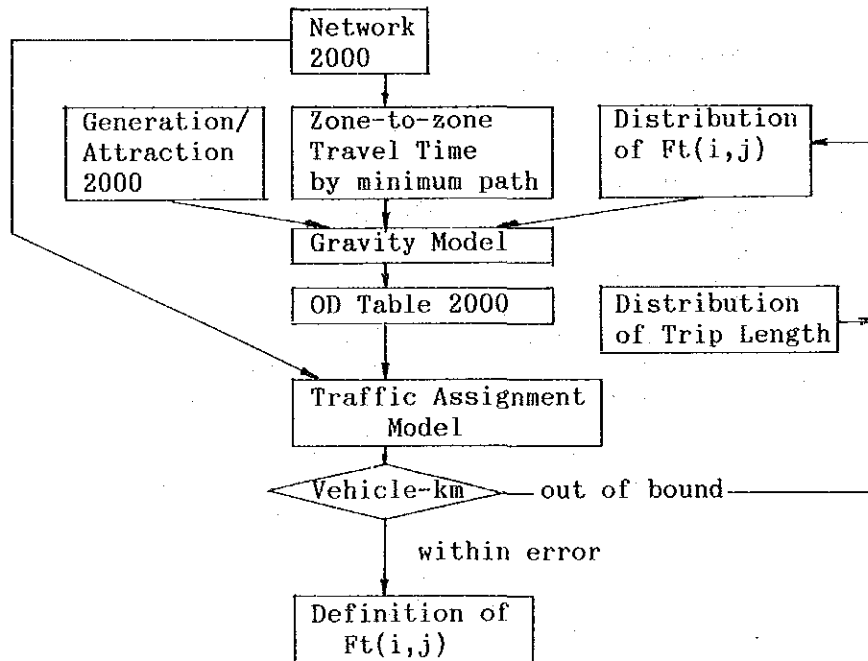 Network
2000
Generation/
Attraction
2000
Zone-to-zone
Travel Time
by minimum path
Distribution
of Ft(i,j)
Gravity Model
OD Table 2000
Distribution
of Trip Length
Traffic Assignment
Model
Vehicle-km
out of bound
within error
Definition of
Ft(i,j)